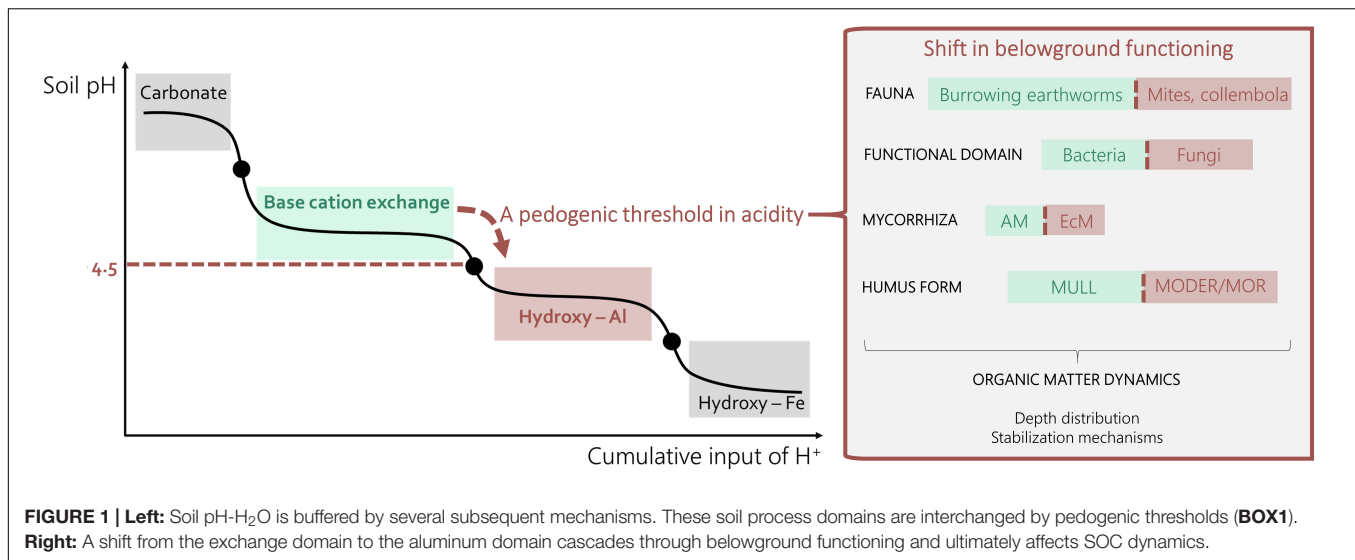 Soil pH
Carbonate
Base cation exchange
A pedogenic threshold in acidity
4.5
Hydroxy – Al
Hydroxy – Fe
Cumulative input of H⁺
Shift in belowground functioning
FAUNA Burrowing earthworms Mites, collembola
FUNCTIONAL DOMAIN Bacteria Fungi
MYCORRHIZA AM EcM
HUMUS FORM MULL MODER/MOR
ORGANIC MATTER DYNAMICS
Depth distribution
Stabilization mechanisms
FIGURE 1 | Left: Soil pH-H₂O is buffered by several subsequent mechanisms. These soil process domains are interchanged by pedogenic thresholds (BOX1).
Right: A shift from the exchange domain to the aluminum domain cascades through belowground functioning and ultimately affects SOC dynamics.